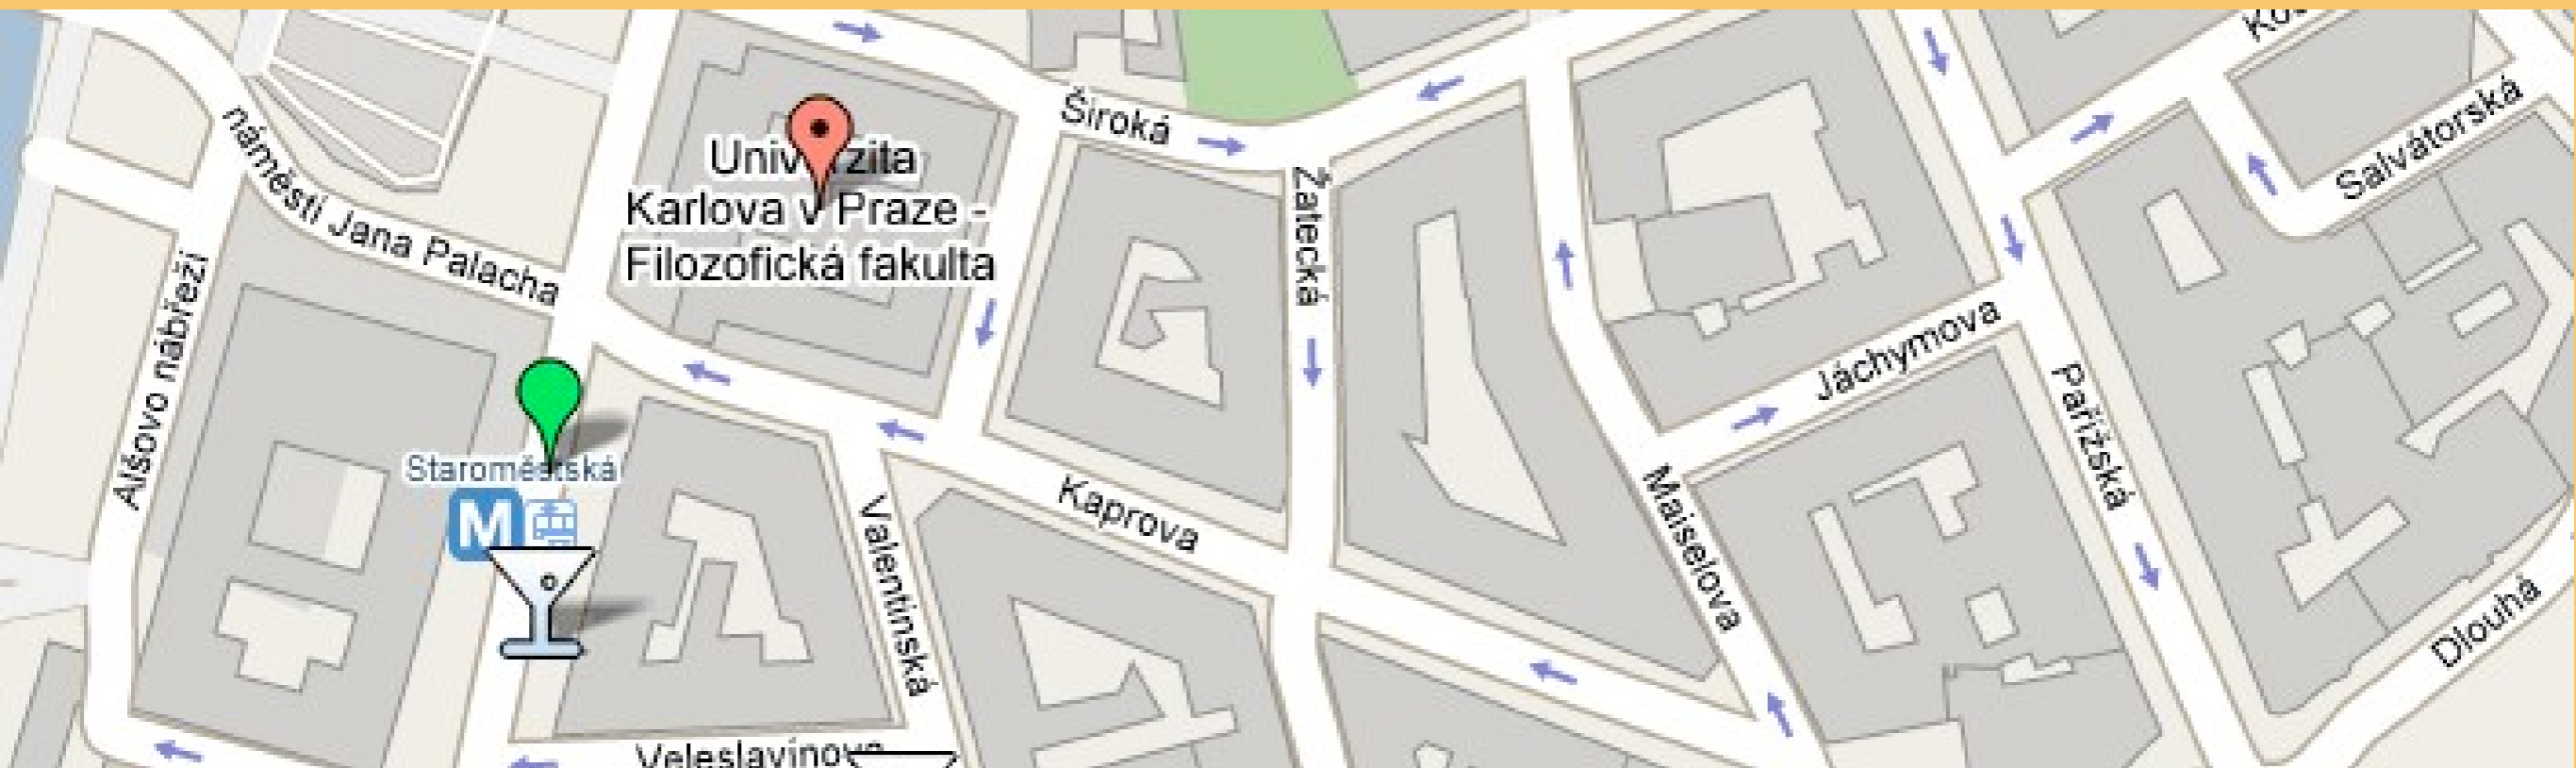 Široká
Univerzita
Karlova v Praze -
Filozofická fakulta
náměstí Jana Palacha
Alšovo nábřeží
Staroměstská
M
Žatecká
Kaprova
Valentinská
Maiselova
Jáchymova
Pařížská
Salvátorská
Dlouhá